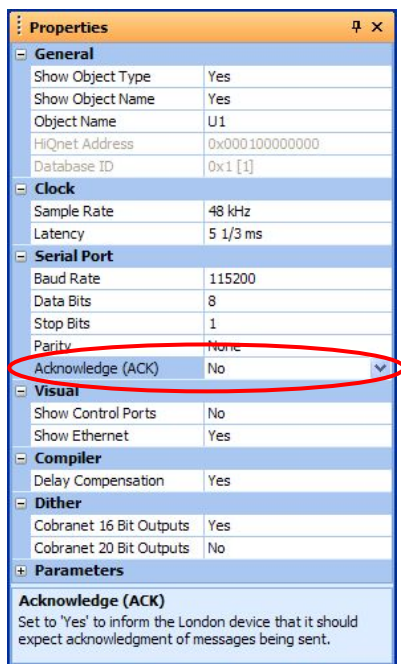 Properties
General
Show Object Type Yes
Show Object Name Yes
Object Name U1
HiQnet Address 0x000100000000
Database ID 0x1 [1]
Clock
Sample Rate 48 kHz
Latency 5 1/3 ms
Serial Port
Baud Rate 115200
Data Bits 8
Stop Bits 1
Parity None
Acknowledge (ACK) No
Visual
Show Control Ports No
Show Ethernet Yes
Compiler
Delay Compensation Yes
Dither
Cobranet 16 Bit Outputs Yes
Cobranet 20 Bit Outputs No
Parameters
Acknowledge (ACK)
Set to 'Yes' to inform the London device that it should
expect acknowledgment of messages being sent.